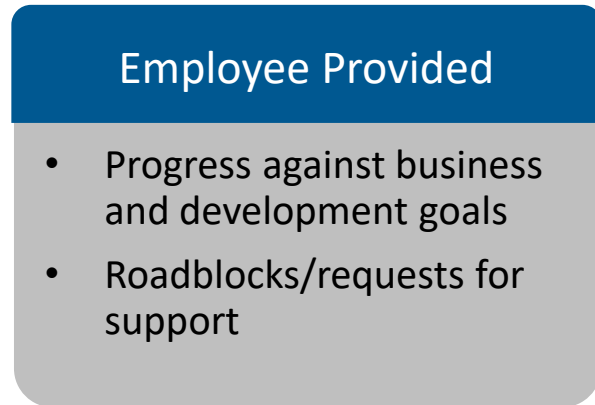 Employee Provided
• Progress against business
and development goals
• Roadblocks/requests for
support